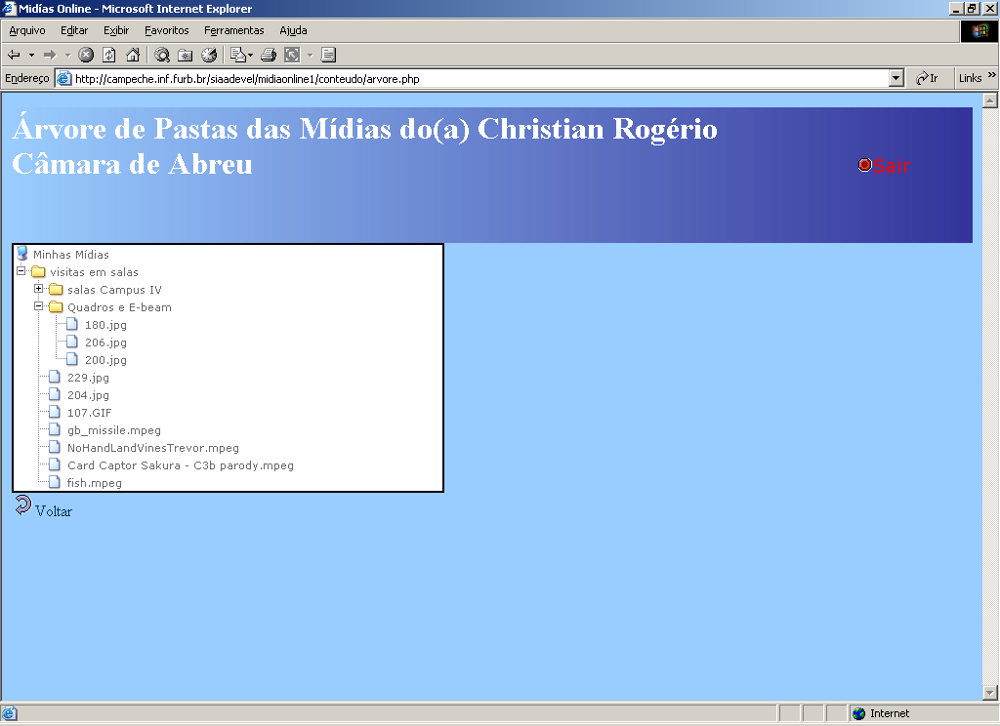 Midías Online - Microsoft Internet Explorer
Arquivo Editar Exibir Favoritos Ferramentas Ajuda
Endereço http://campeche.inf.furb.br/siaadevel/midiaonline1/conteudo/arvore.php Ir Links »
Árvore de Pastas das Mídias do(a) Christian Rogério
Câmara de Abreu
Sair
Minhas Mídias
visitas em salas
salas Campus IV
Quadros e E-beam
180.jpg
206.jpg
200.jpg
229.jpg
204.jpg
107.GIF
gb_missile.mpeg
NoHandLandVinesTrevor.mpeg
Card Captor Sakura - C3b parody.mpeg
fish.mpeg
Voltar
Internet